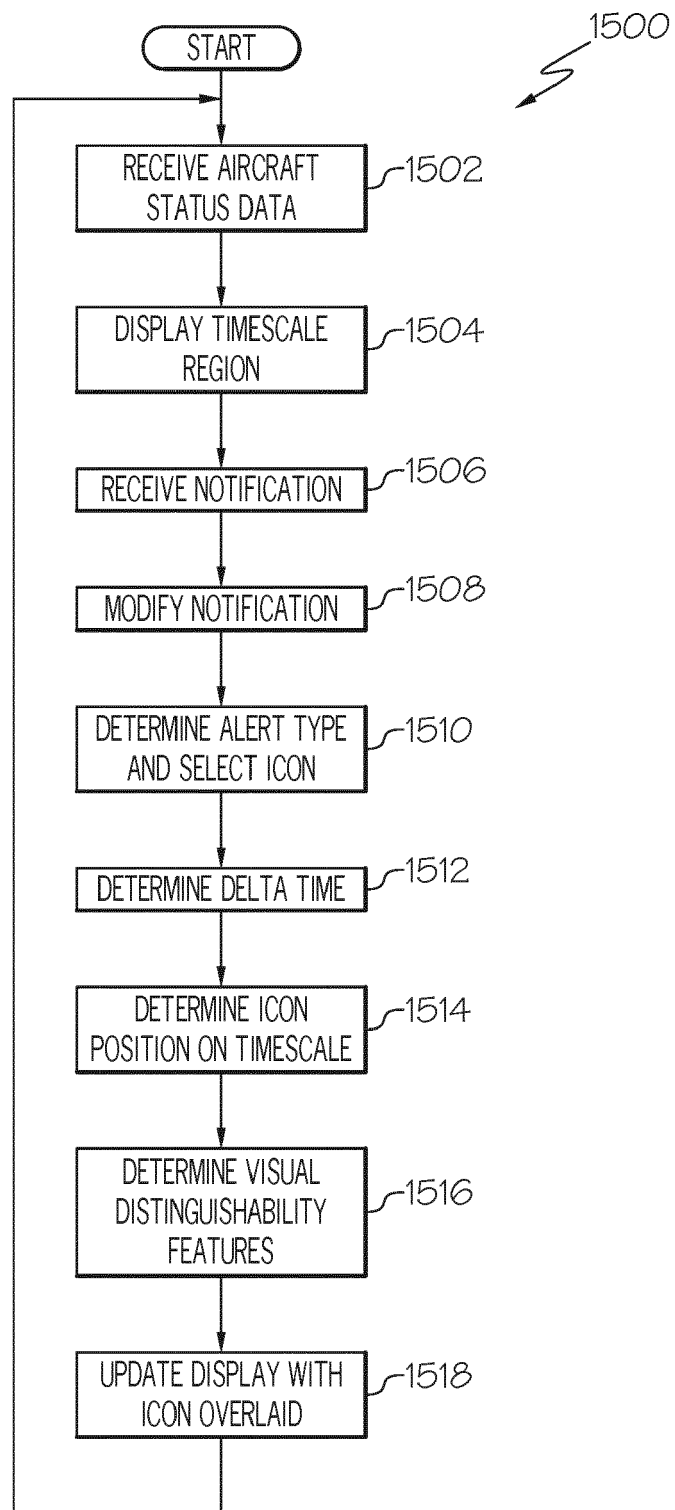 START
1500
RECEIVE AIRCRAFT
STATUS DATA
1502
DISPLAY TIMESCALE
REGION
1504
RECEIVE NOTIFICATION
1506
MODIFY NOTIFICATION
1508
DETERMINE ALERT TYPE
AND SELECT ICON
1510
DETERMINE DELTA TIME
1512
DETERMINE ICON
POSITION ON TIMESCALE
1514
DETERMINE VISUAL
DISTINGUISHABILITY
FEATURES
1516
UPDATE DISPLAY WITH
ICON OVERLAID
1518